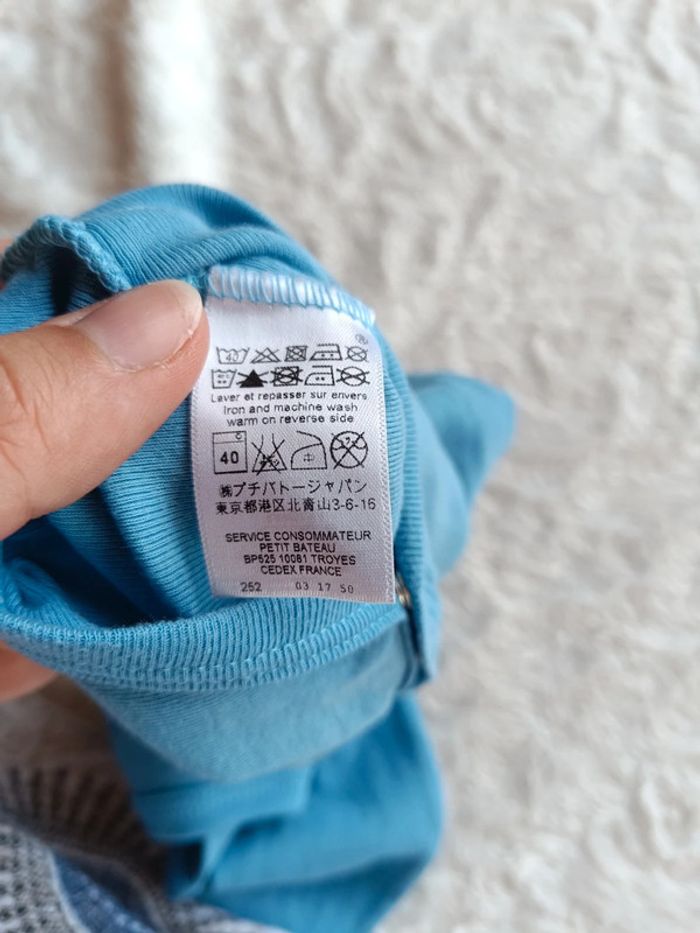 40
Laver et repasser sur envers
Iron and machine wash
warm on reverse side
40
㈱プチバトージャパン
東京都港区北青山3-6-16
SERVICE CONSOMMATEUR
PETIT BATEAU
BP525 10081 TROYES
CEDEX FRANCE
252 03 17 50